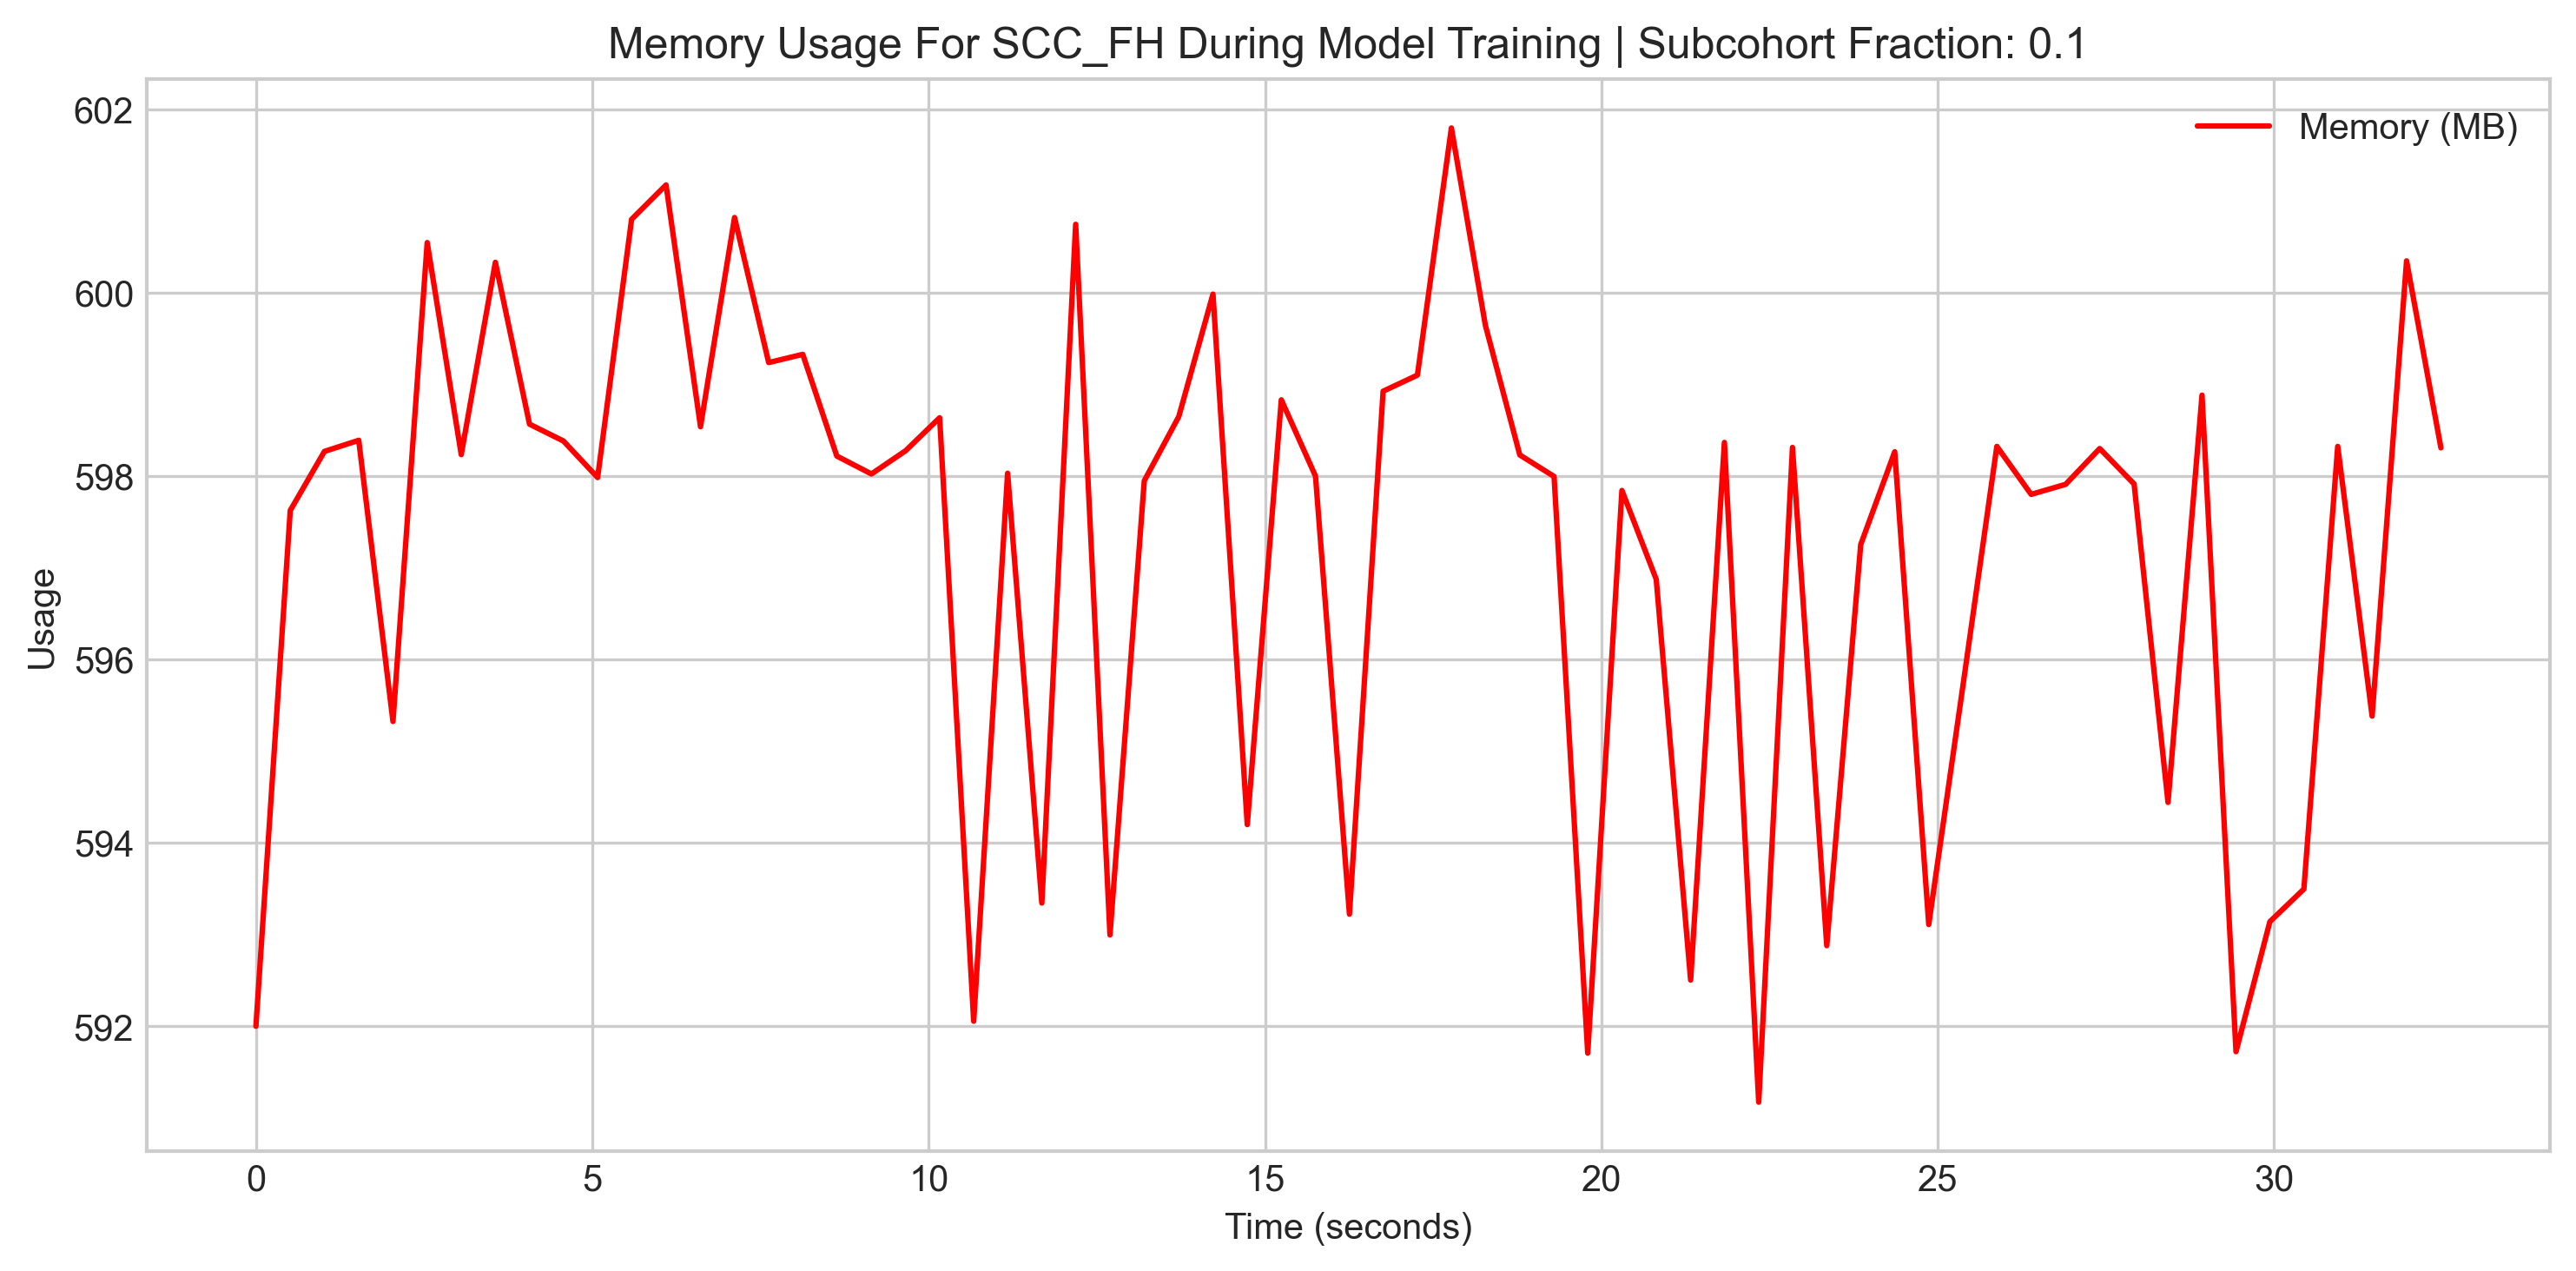 Memory Usage For SCC_FH During Model Training | Subcohort Fraction: 0.1
602
Memory (MB)
600
598
596
594
592
Usage
0 5 10 15 20 25 30
Time (seconds)